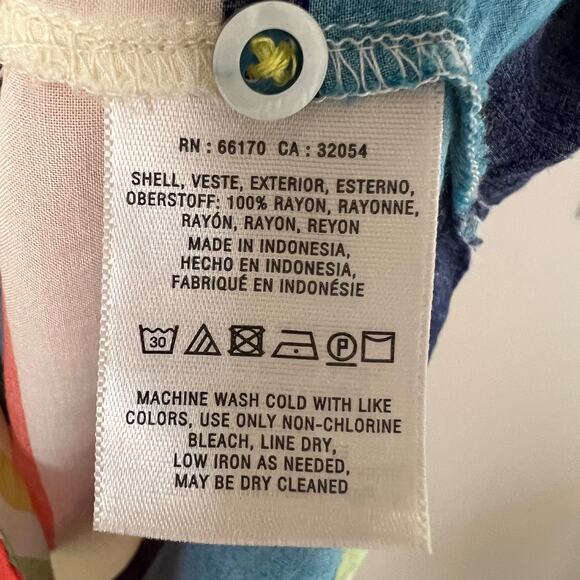 RN : 66170 CA : 32054
SHELL, VESTE, EXTERIOR, ESTERNO,
OBERSTOFF: 100% RAYON, RAYONNE,
RAYÓN, RAYON, REYON
MADE IN INDONESIA,
HECHO EN INDONESIA,
FABRIQUÉ EN INDONÉSIE
30 P
MACHINE WASH COLD WITH LIKE
COLORS, USE ONLY NON-CHLORINE
BLEACH, LINE DRY,
LOW IRON AS NEEDED,
MAY BE DRY CLEANED